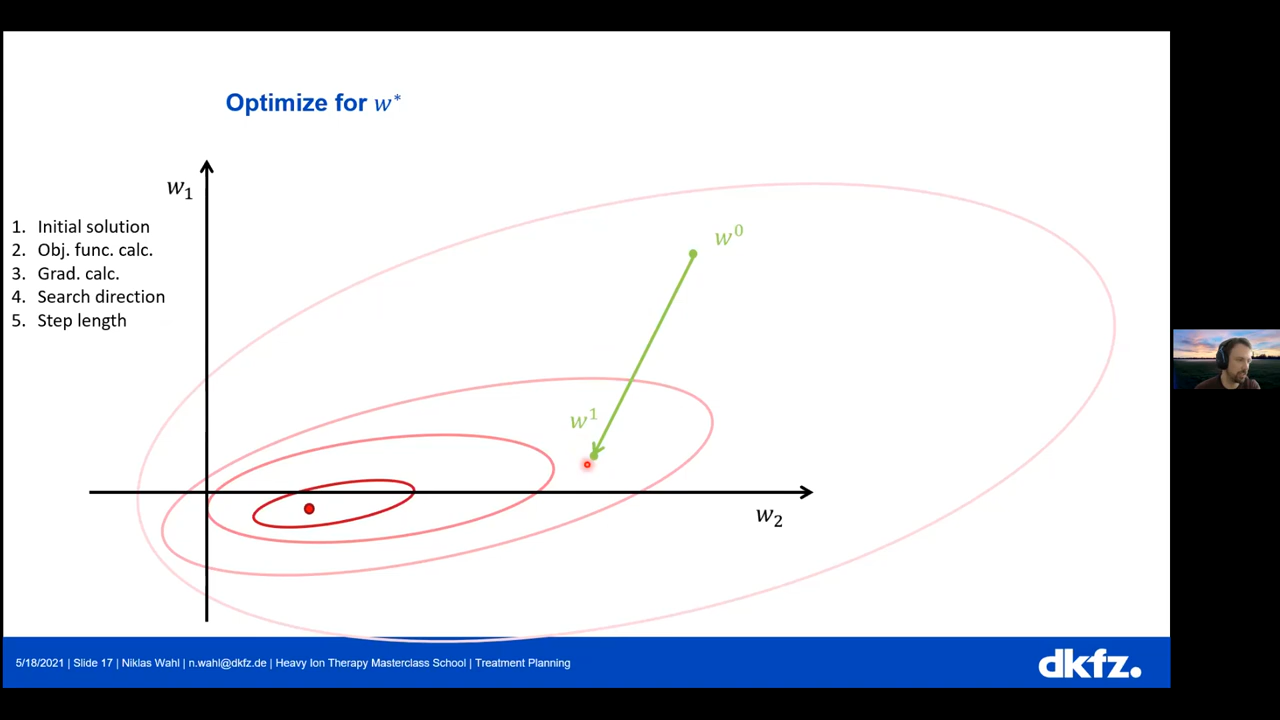 Optimize for w*
w₁
1. Initial solution
2. Obj. func. calc.
3. Grad. calc.
4. Search direction
5. Step length
w⁰
w¹
w₂
5/18/2021 | Slide 17 | Niklas Wahl | n.wahl@dkfz.de | Heavy Ion Therapy Masterclass School | Treatment Planning
dkfz.